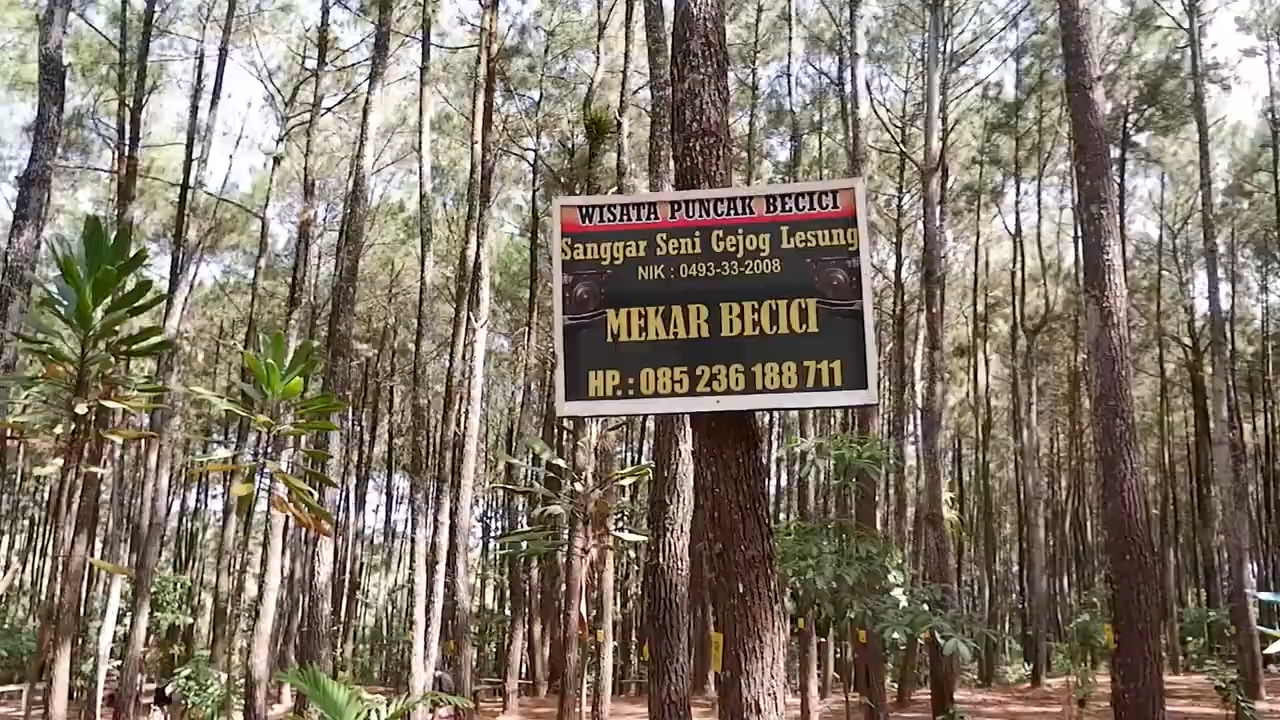 WISATA PUNCAK BECICI
Sanggar Seni Gejog Lesung
NIK : 0493-33-2008
MEKAR BECICI
HP. : 085 236 188 711